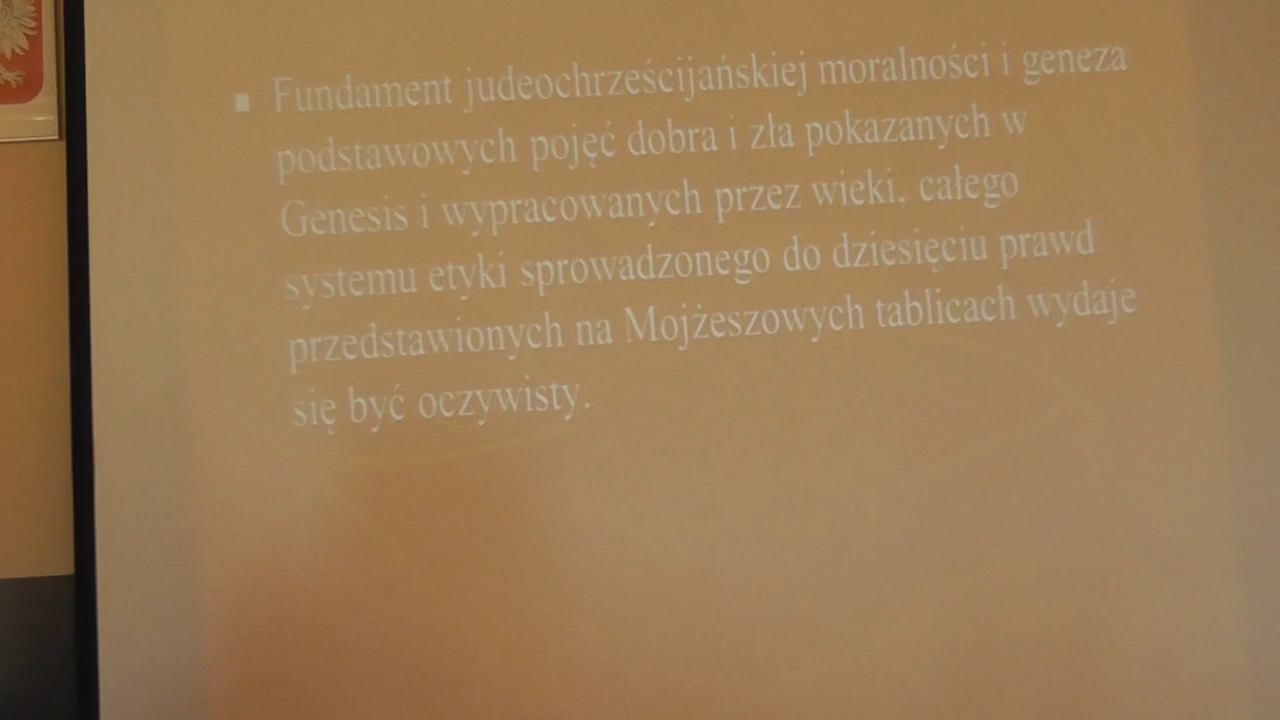 Fundament judeochrześcijańskiej moralności i geneza
podstawowych pojęć dobra i zła pokazanych w
Genesis i wypracowanych przez wieki. całego
systemu etyki sprowadzonego do dziesięciu prawd
przedstawionych na Mojżeszowych tablicach wydaje
się być oczywisty.